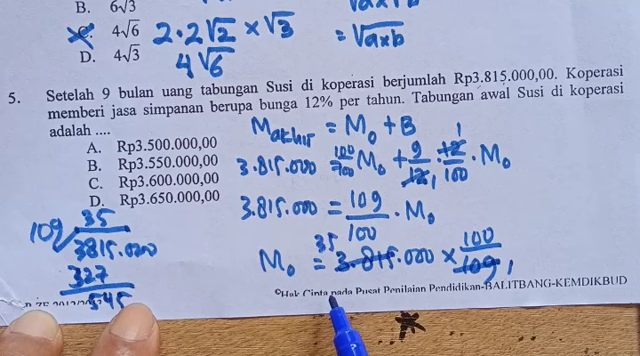 B. 6√3
C. 4√6 2·2√2 × √3 = √a×b
D. 4√3 4√6
5. Setelah 9 bulan uang tabungan Susi di koperasi berjumlah Rp3.815.000,00. Koperasi
memberi jasa simpanan berupa bunga 12% per tahun. Tabungan awal Susi di koperasi
adalah ....
Makhir = M₀ + B
A. Rp3.500.000,00
B. Rp3.550.000,00
3.815.000 = 100/100 M₀ + 9/12 · 12/100 · M₀
C. Rp3.600.000,00
D. Rp3.650.000,00
3.815.000 = 109/100 · M₀
35
109 3815.000
327
545
M₀ = 3.815.000 × 100/109
35
1
©Hak Cipta pada Pusat Penilaian Pendidikan-BALITBANG-KEMDIKBUD